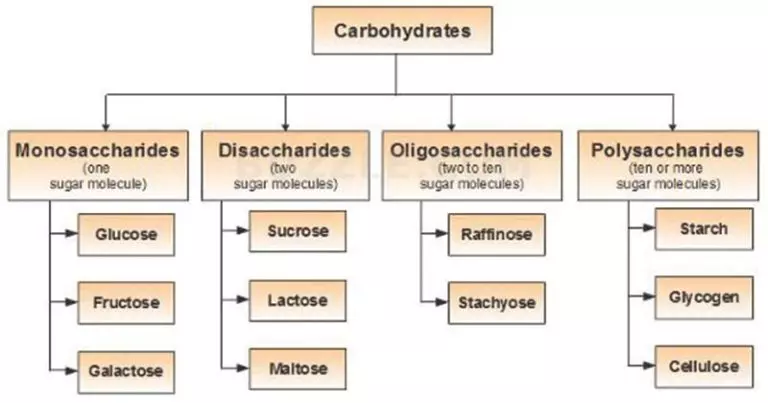 Carbohydrates
Monosaccharides
(one
sugar molecule)
Glucose
Fructose
Galactose
Disaccharides
(two
sugar molecules)
Sucrose
Lactose
Maltose
Oligosaccharides
(two to ten
sugar molecules)
Raffinose
Stachyose
Polysaccharides
(ten or more
sugar molecules)
Starch
Glycogen
Cellulose